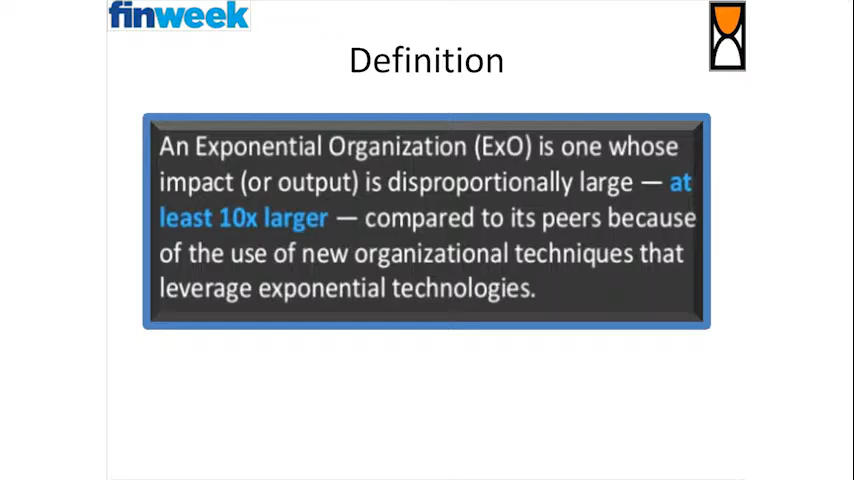 finweek
Definition
An Exponential Organization (ExO) is one whose
impact (or output) is disproportionally large — at
least 10x larger — compared to its peers because
of the use of new organizational techniques that
leverage exponential technologies.